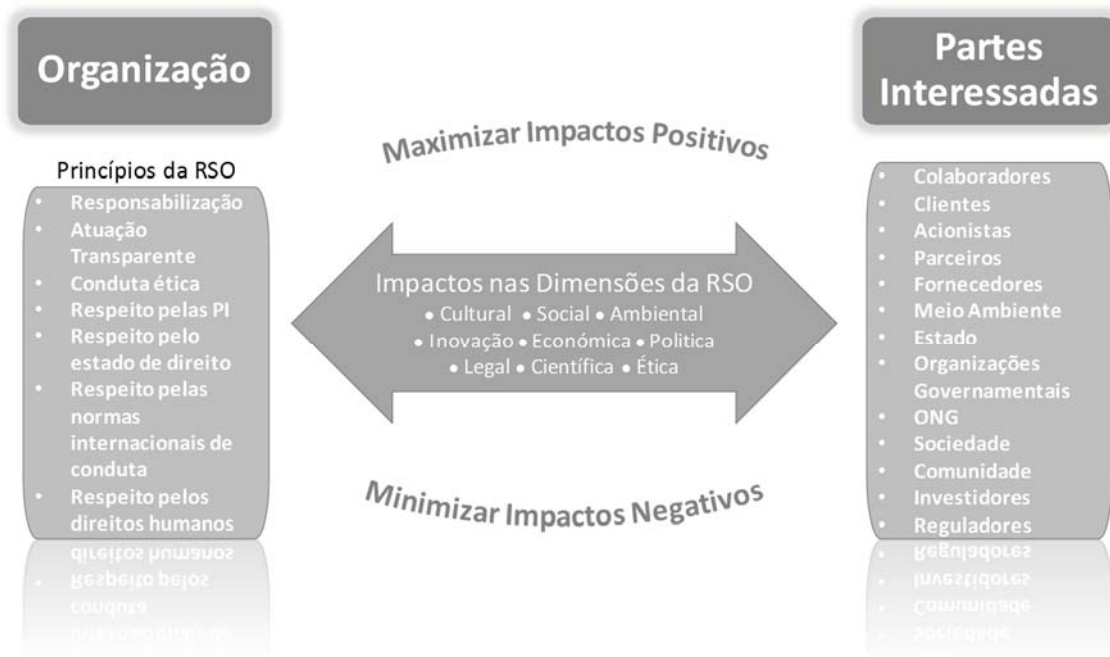 Organização
Princípios da RSO
• Responsabilização
• Atuação
Transparente
• Conduta ética
• Respeito pelas PI
• Respeito pelo
estado de direito
• Respeito pelas
normas
internacionais de
conduta
• Respeito pelos
direitos humanos
Maximizar Impactos Positivos
Impactos nas Dimensões da RSO
• Cultural • Social • Ambiental
• Inovação • Económica • Politica
• Legal • Científica • Ética
Minimizar Impactos Negativos
Partes
Interessadas
• Colaboradores
• Clientes
• Acionistas
• Parceiros
• Fornecedores
• Meio Ambiente
• Estado
• Organizações
Governamentais
• ONG
• Sociedade
• Comunidade
• Investidores
• Reguladores